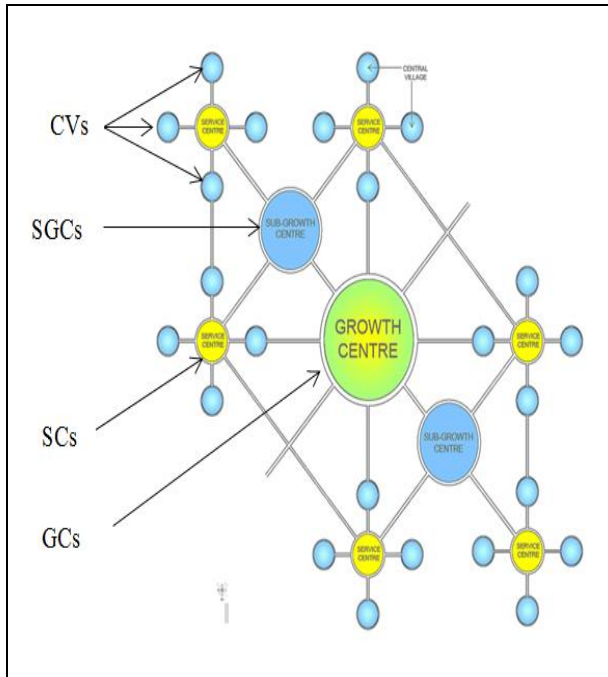 CENTRAL
VILLAGE
SERVICE
CENTRE
SERVICE
CENTRE
CVs
SGCs
SUB-GROWTH
CENTRE
GROWTH
CENTRE
SERVICE
CENTRE
SERVICE
CENTRE
SCs
SUB-GROWTH
CENTRE
GCs
SERVICE
CENTRE
SERVICE
CENTRE